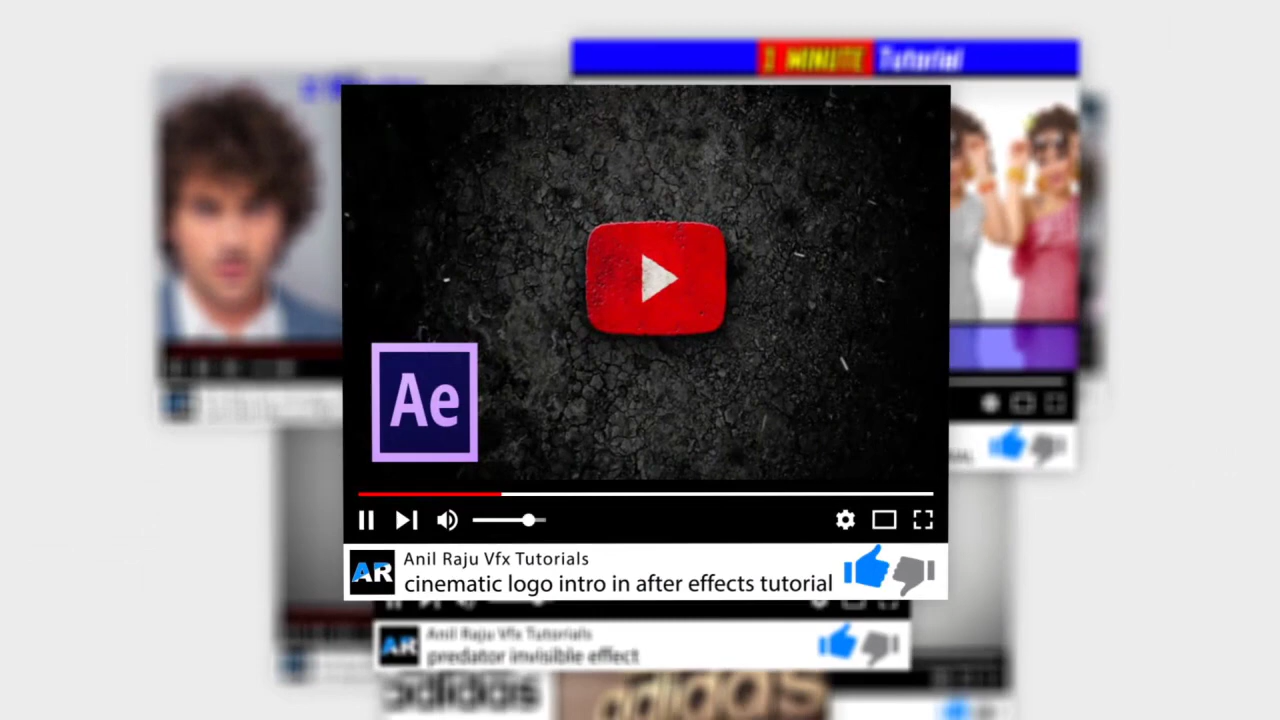 1 MINUTE Tutorial
Ae
AR
Anil Raju Vfx Tutorials
cinematic logo intro in after effects tutorial
AR
Anil Raju Vfx Tutorials
predator invisible effect
adidas
adidas